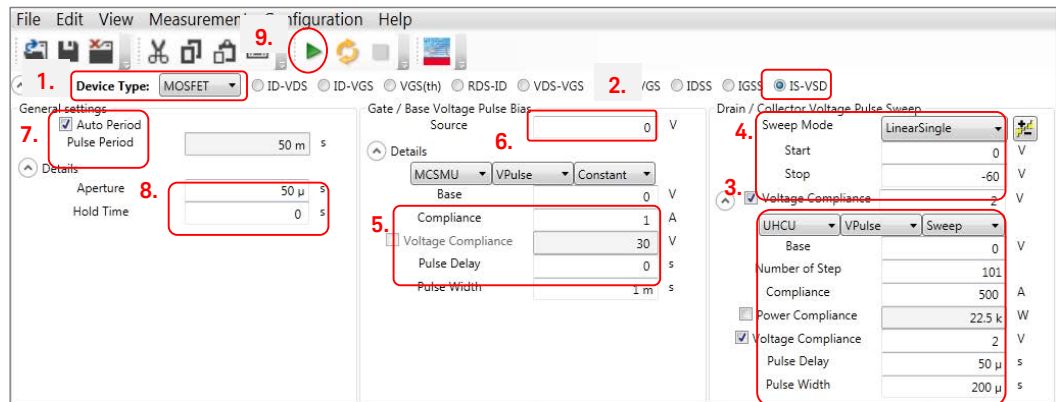 File Edit View Measurement Configuration Help
9.
1. Device Type: MOSFET ID-VDS ID-VGS VGS(th) RDS-ID VDS-VGS 2. /GS IDSS IGSS IS-VSD
General settings
7. Auto Period
Pulse Period 50 m s
Details
8. Aperture 50 µ s
Hold Time 0 s
Gate / Base Voltage Pulse Bias
Source 0 V
6.
Details
MCSMU VPulse Constant
Base 0 V
5. Compliance 1 A
Voltage Compliance 30 V
Pulse Delay 0 s
Pulse Width 1 m s
Drain / Collector Voltage Pulse Sweep
4. Sweep Mode LinearSingle
Start 0 V
Stop -60 V
3. Voltage Compliance 2 V
UHCU VPulse Sweep
Base 0 V
Number of Step 101
Compliance 500 A
Power Compliance 22.5 k W
Voltage Compliance 2 V
Pulse Delay 50 µ s
Pulse Width 200 µ s